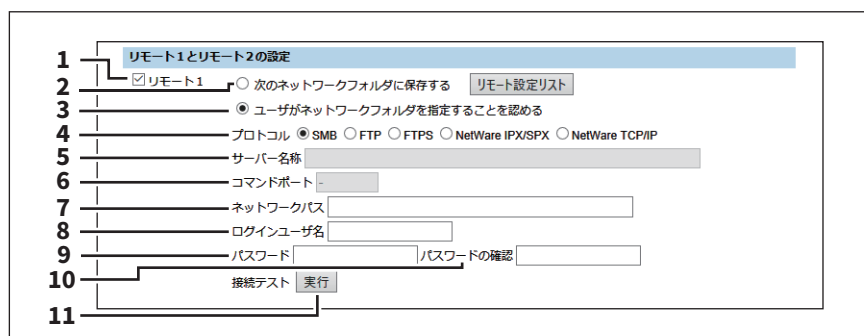 リモート1とリモート2の設定
1 リモート1
2 次のネットワークフォルダに保存する リモート設定リスト
3 ユーザがネットワークフォルダを指定することを認める
4 プロトコル SMB FTP FTPS NetWare IPX/SPX NetWare TCP/IP
5 サーバー名称
6 コマンドポート -
7 ネットワークパス
8 ログインユーザ名
9 パスワード パスワードの確認
10
接続テスト 実行
11